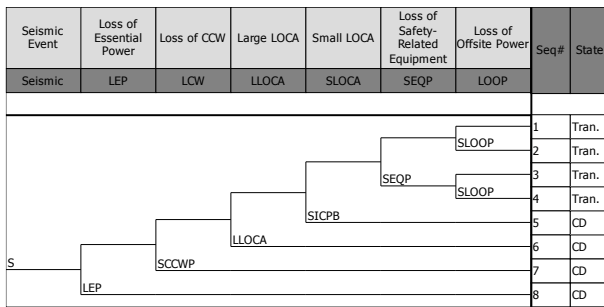 Seismic
Event
Loss of
Essential
Power
Loss of CCW
Large LOCA
Small LOCA
Loss of
Safety-
Related
Equipment
Loss of
Offsite Power
Seq#
State
Seismic
LEP
LCW
LLOCA
SLOCA
SEQP
LOOP
1
Tran.
SLOOP
2
Tran.
SEQP
3
Tran.
SLOOP
4
Tran.
SICPB
5
CD
LLOCA
6
CD
S
SCCWP
7
CD
LEP
8
CD